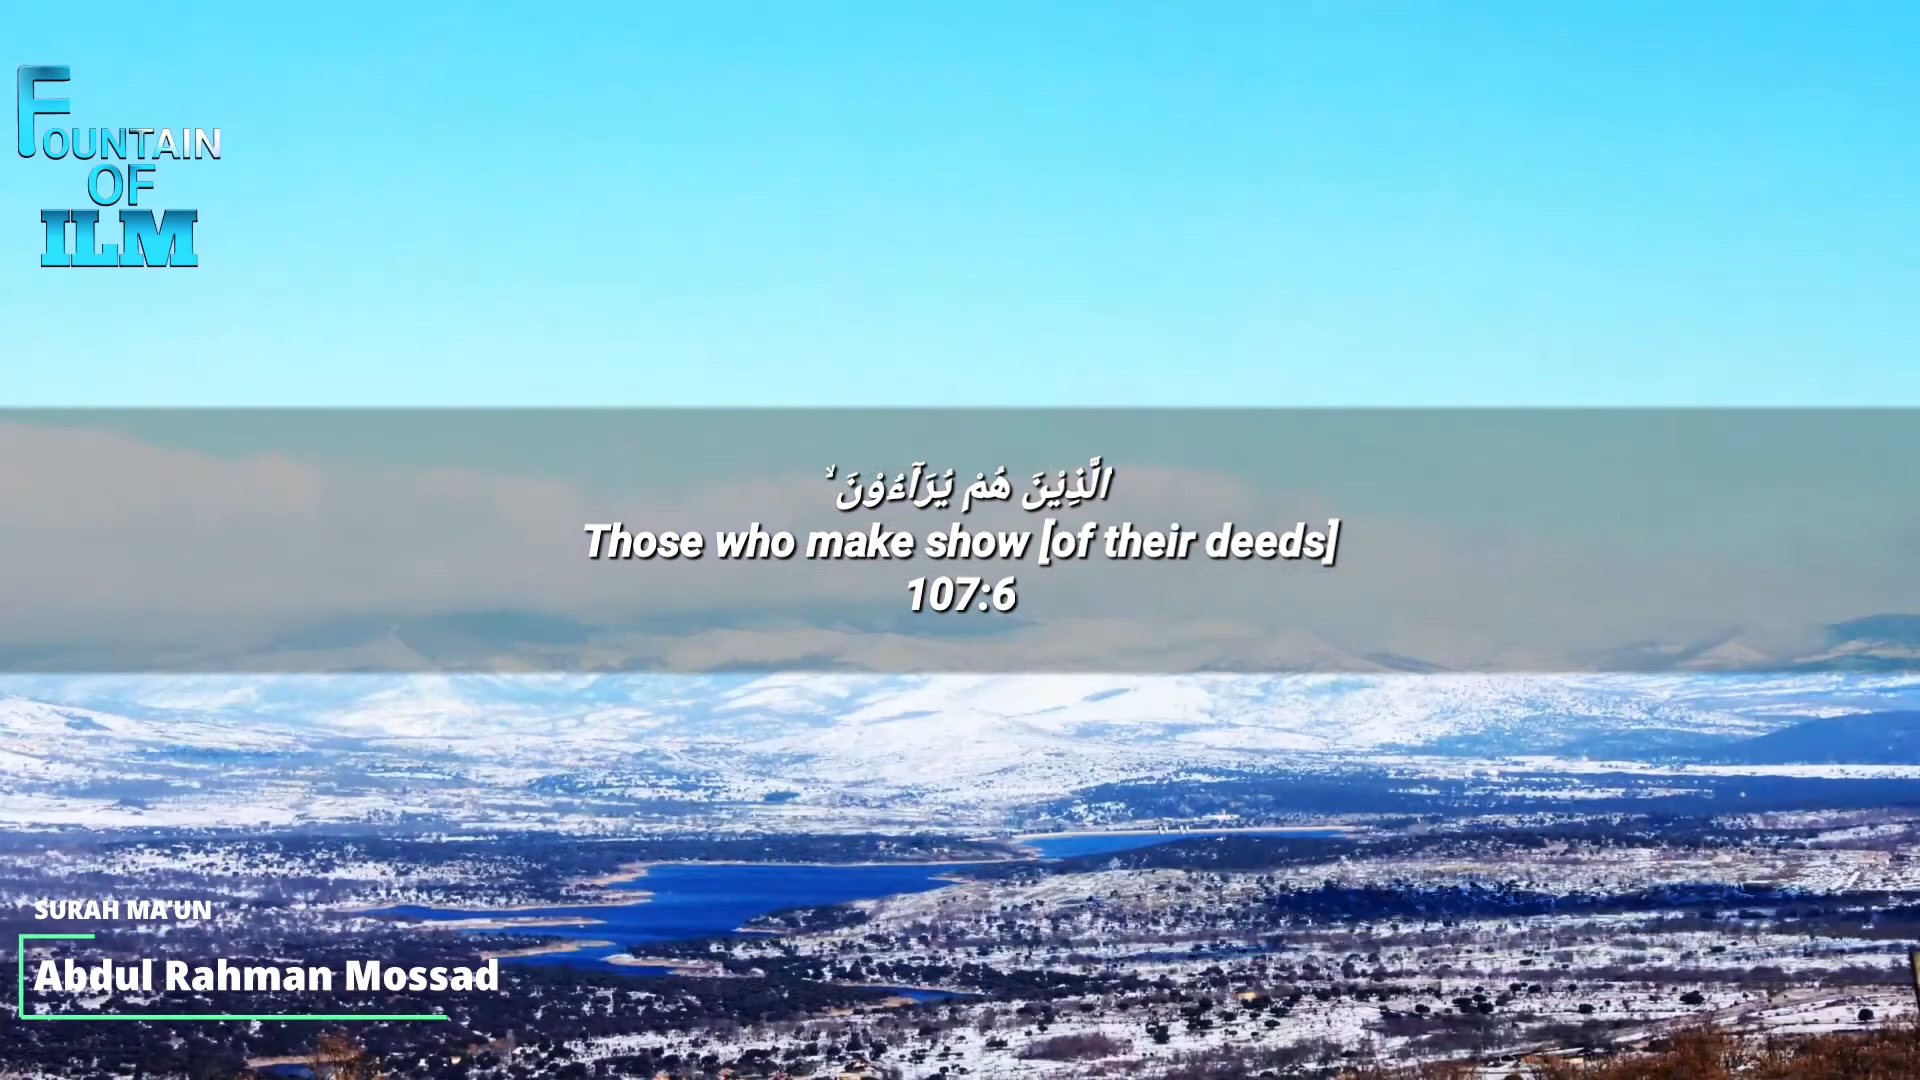 FOUNTAIN
OF
ILM
الَّذِيْنَ هُمْ يُرَآءُوْنَ ۙ
Those who make show [of their deeds]
107:6
SURAH MA'UN
Abdul Rahman Mossad